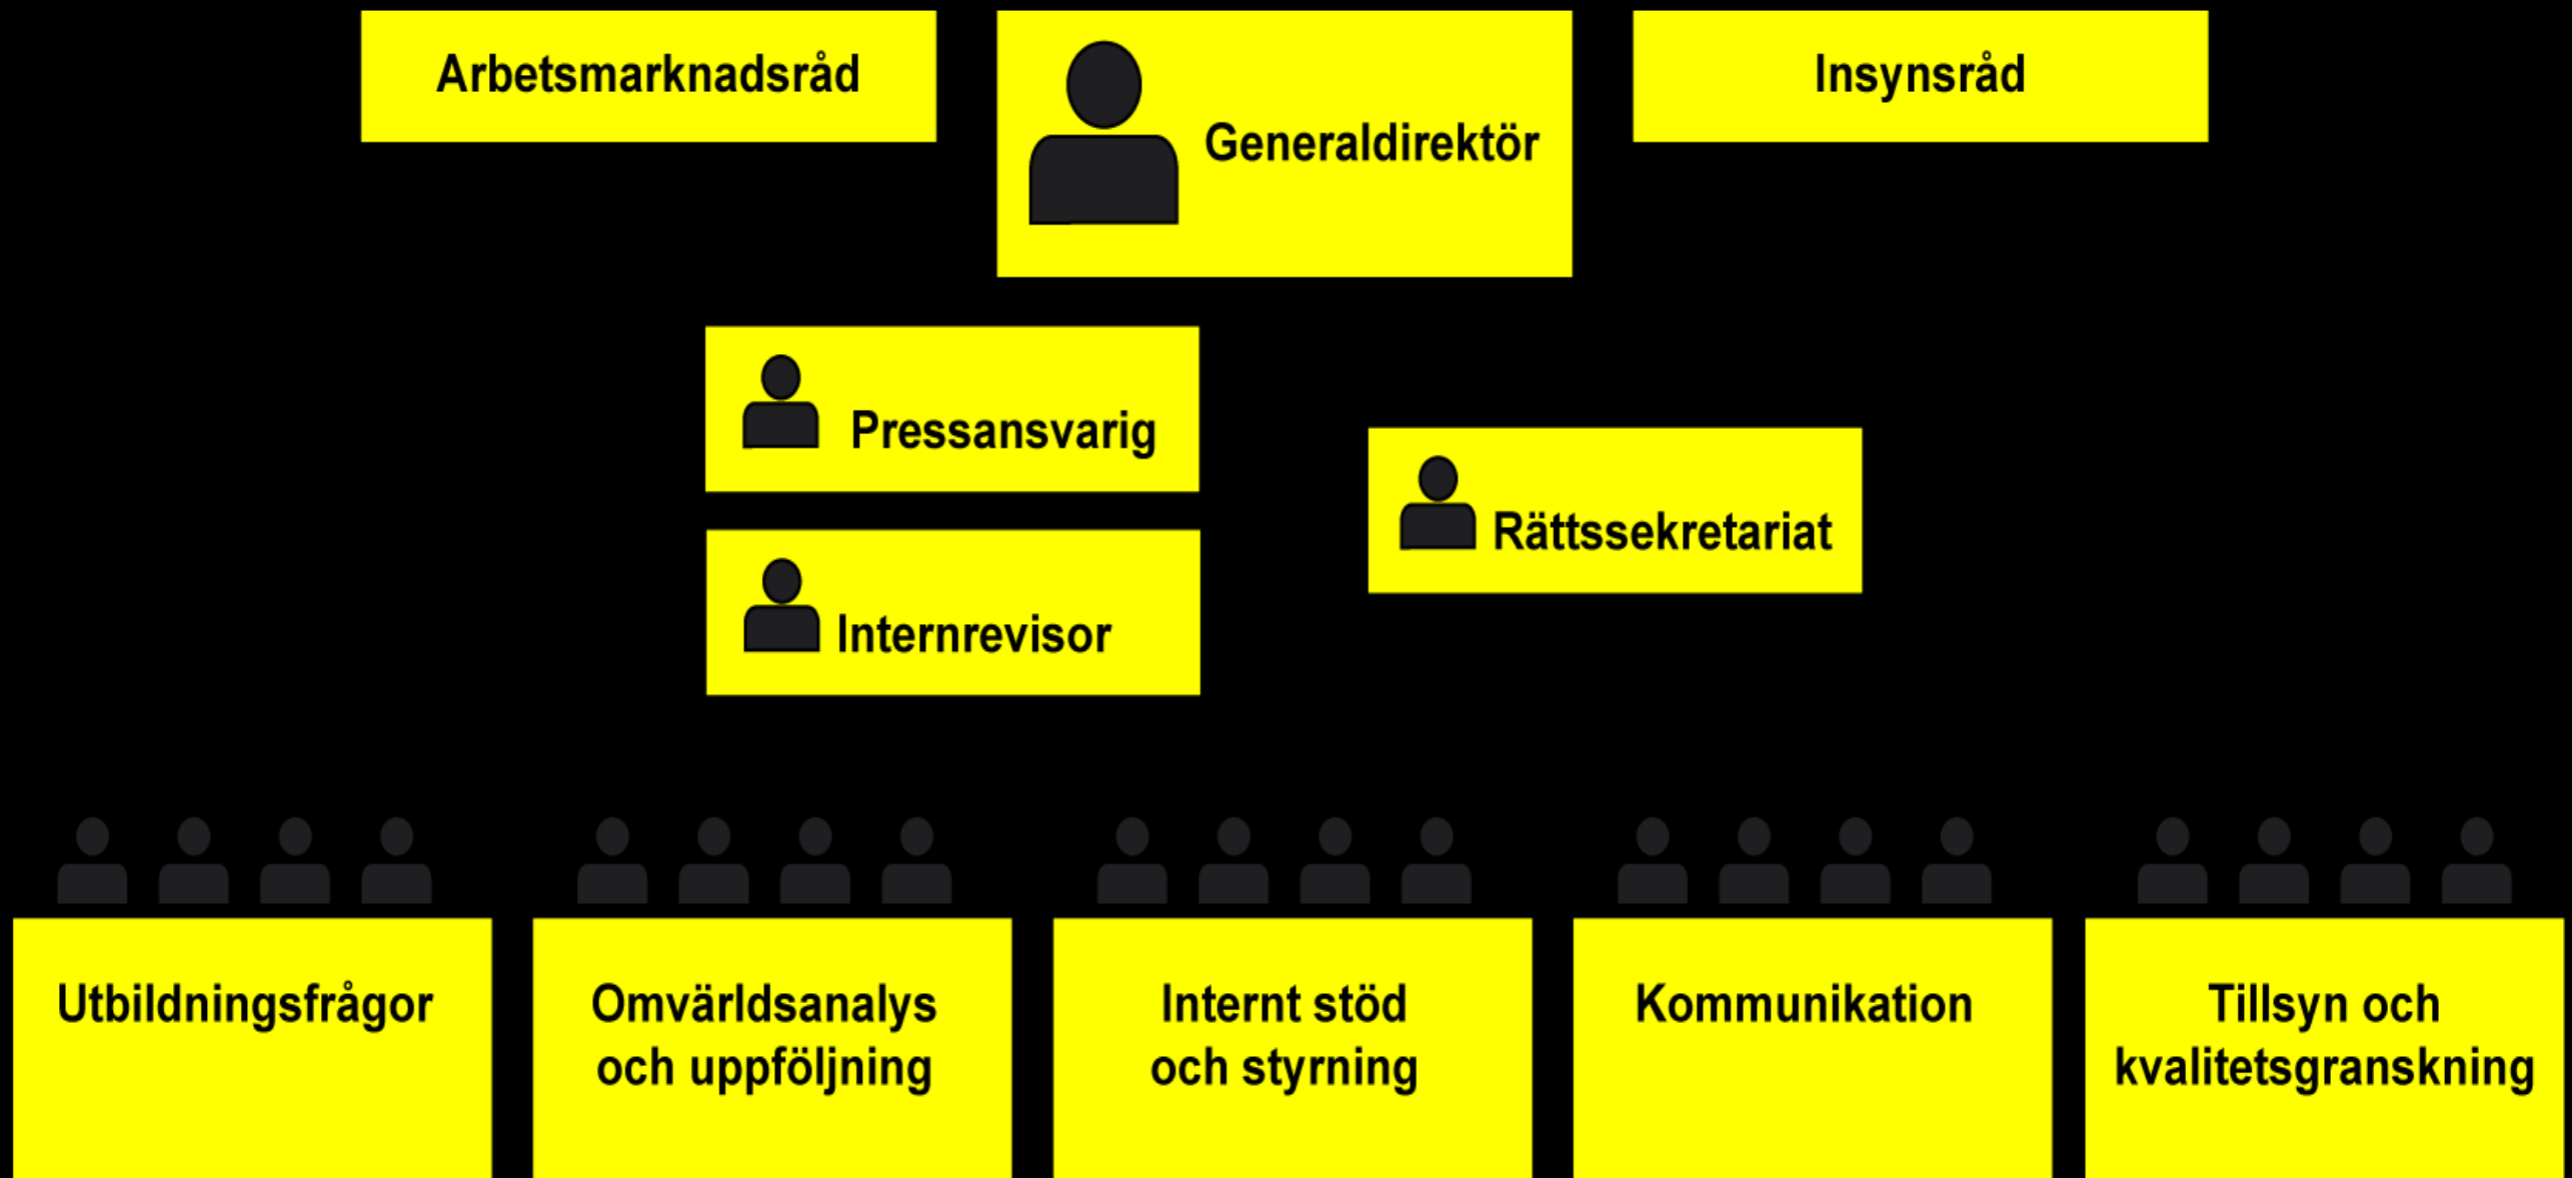 Arbetsmarknadsråd
Generaldirektör
Insynsråd
Pressansvarig
Rättssekretariat
Internrevisor
Utbildningsfrågor
Omvärldsanalys
och uppföljning
Internt stöd
och styrning
Kommunikation
Tillsyn och
kvalitetsgranskning